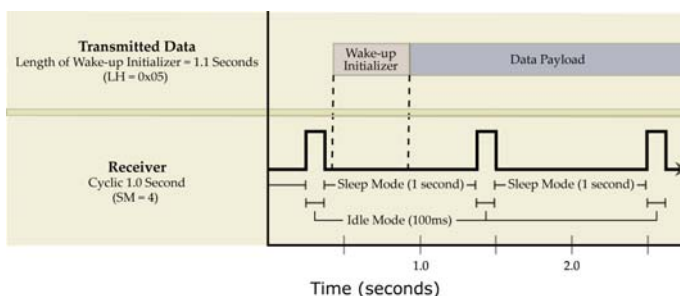 Transmitted Data
Length of Wake-up Initializer = 1.1 Seconds
(LH = 0x05)
Wake-up
Initializer
Data Payload
Receiver
Cyclic 1.0 Second
(SM = 4)
Sleep Mode (1 second)
Sleep Mode (1 second)
Idle Mode (100ms)
1.0
2.0
Time (seconds)